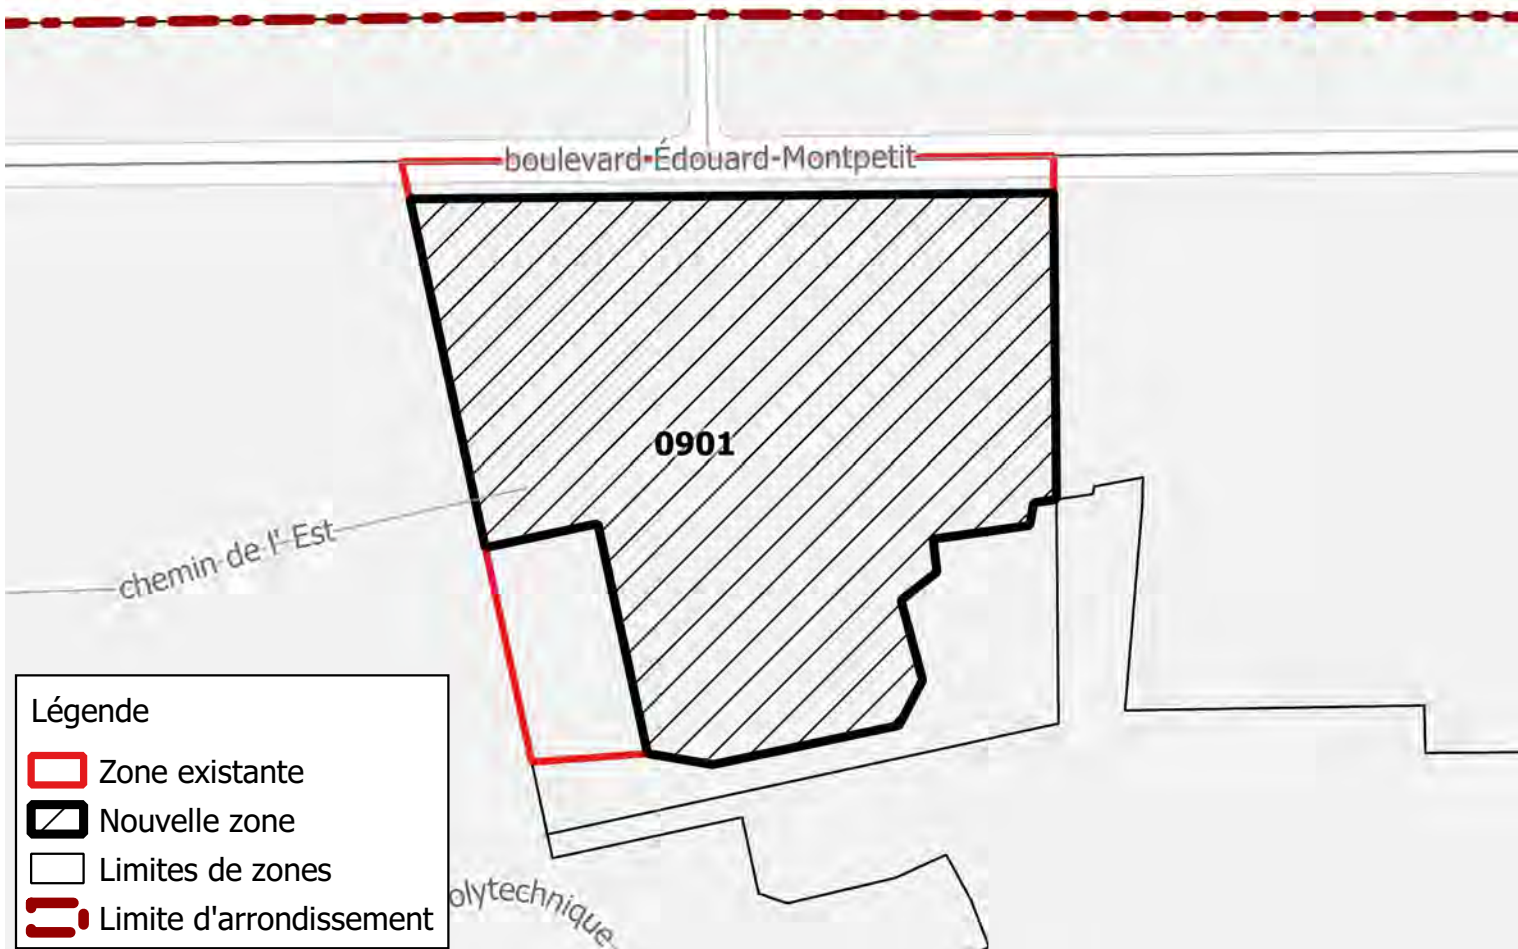 boulevard Édouard-Montpetit
0901
chemin de l' Est
Légende
Zone existante
Nouvelle zone
Limites de zones
Limite d'arrondissement
olytechnique